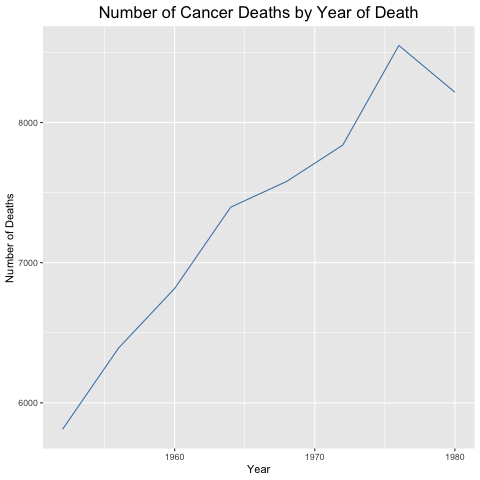 Number of Cancer Deaths by Year of Death
Number of Deaths
8000
7000
6000
1960 1970 1980
Year